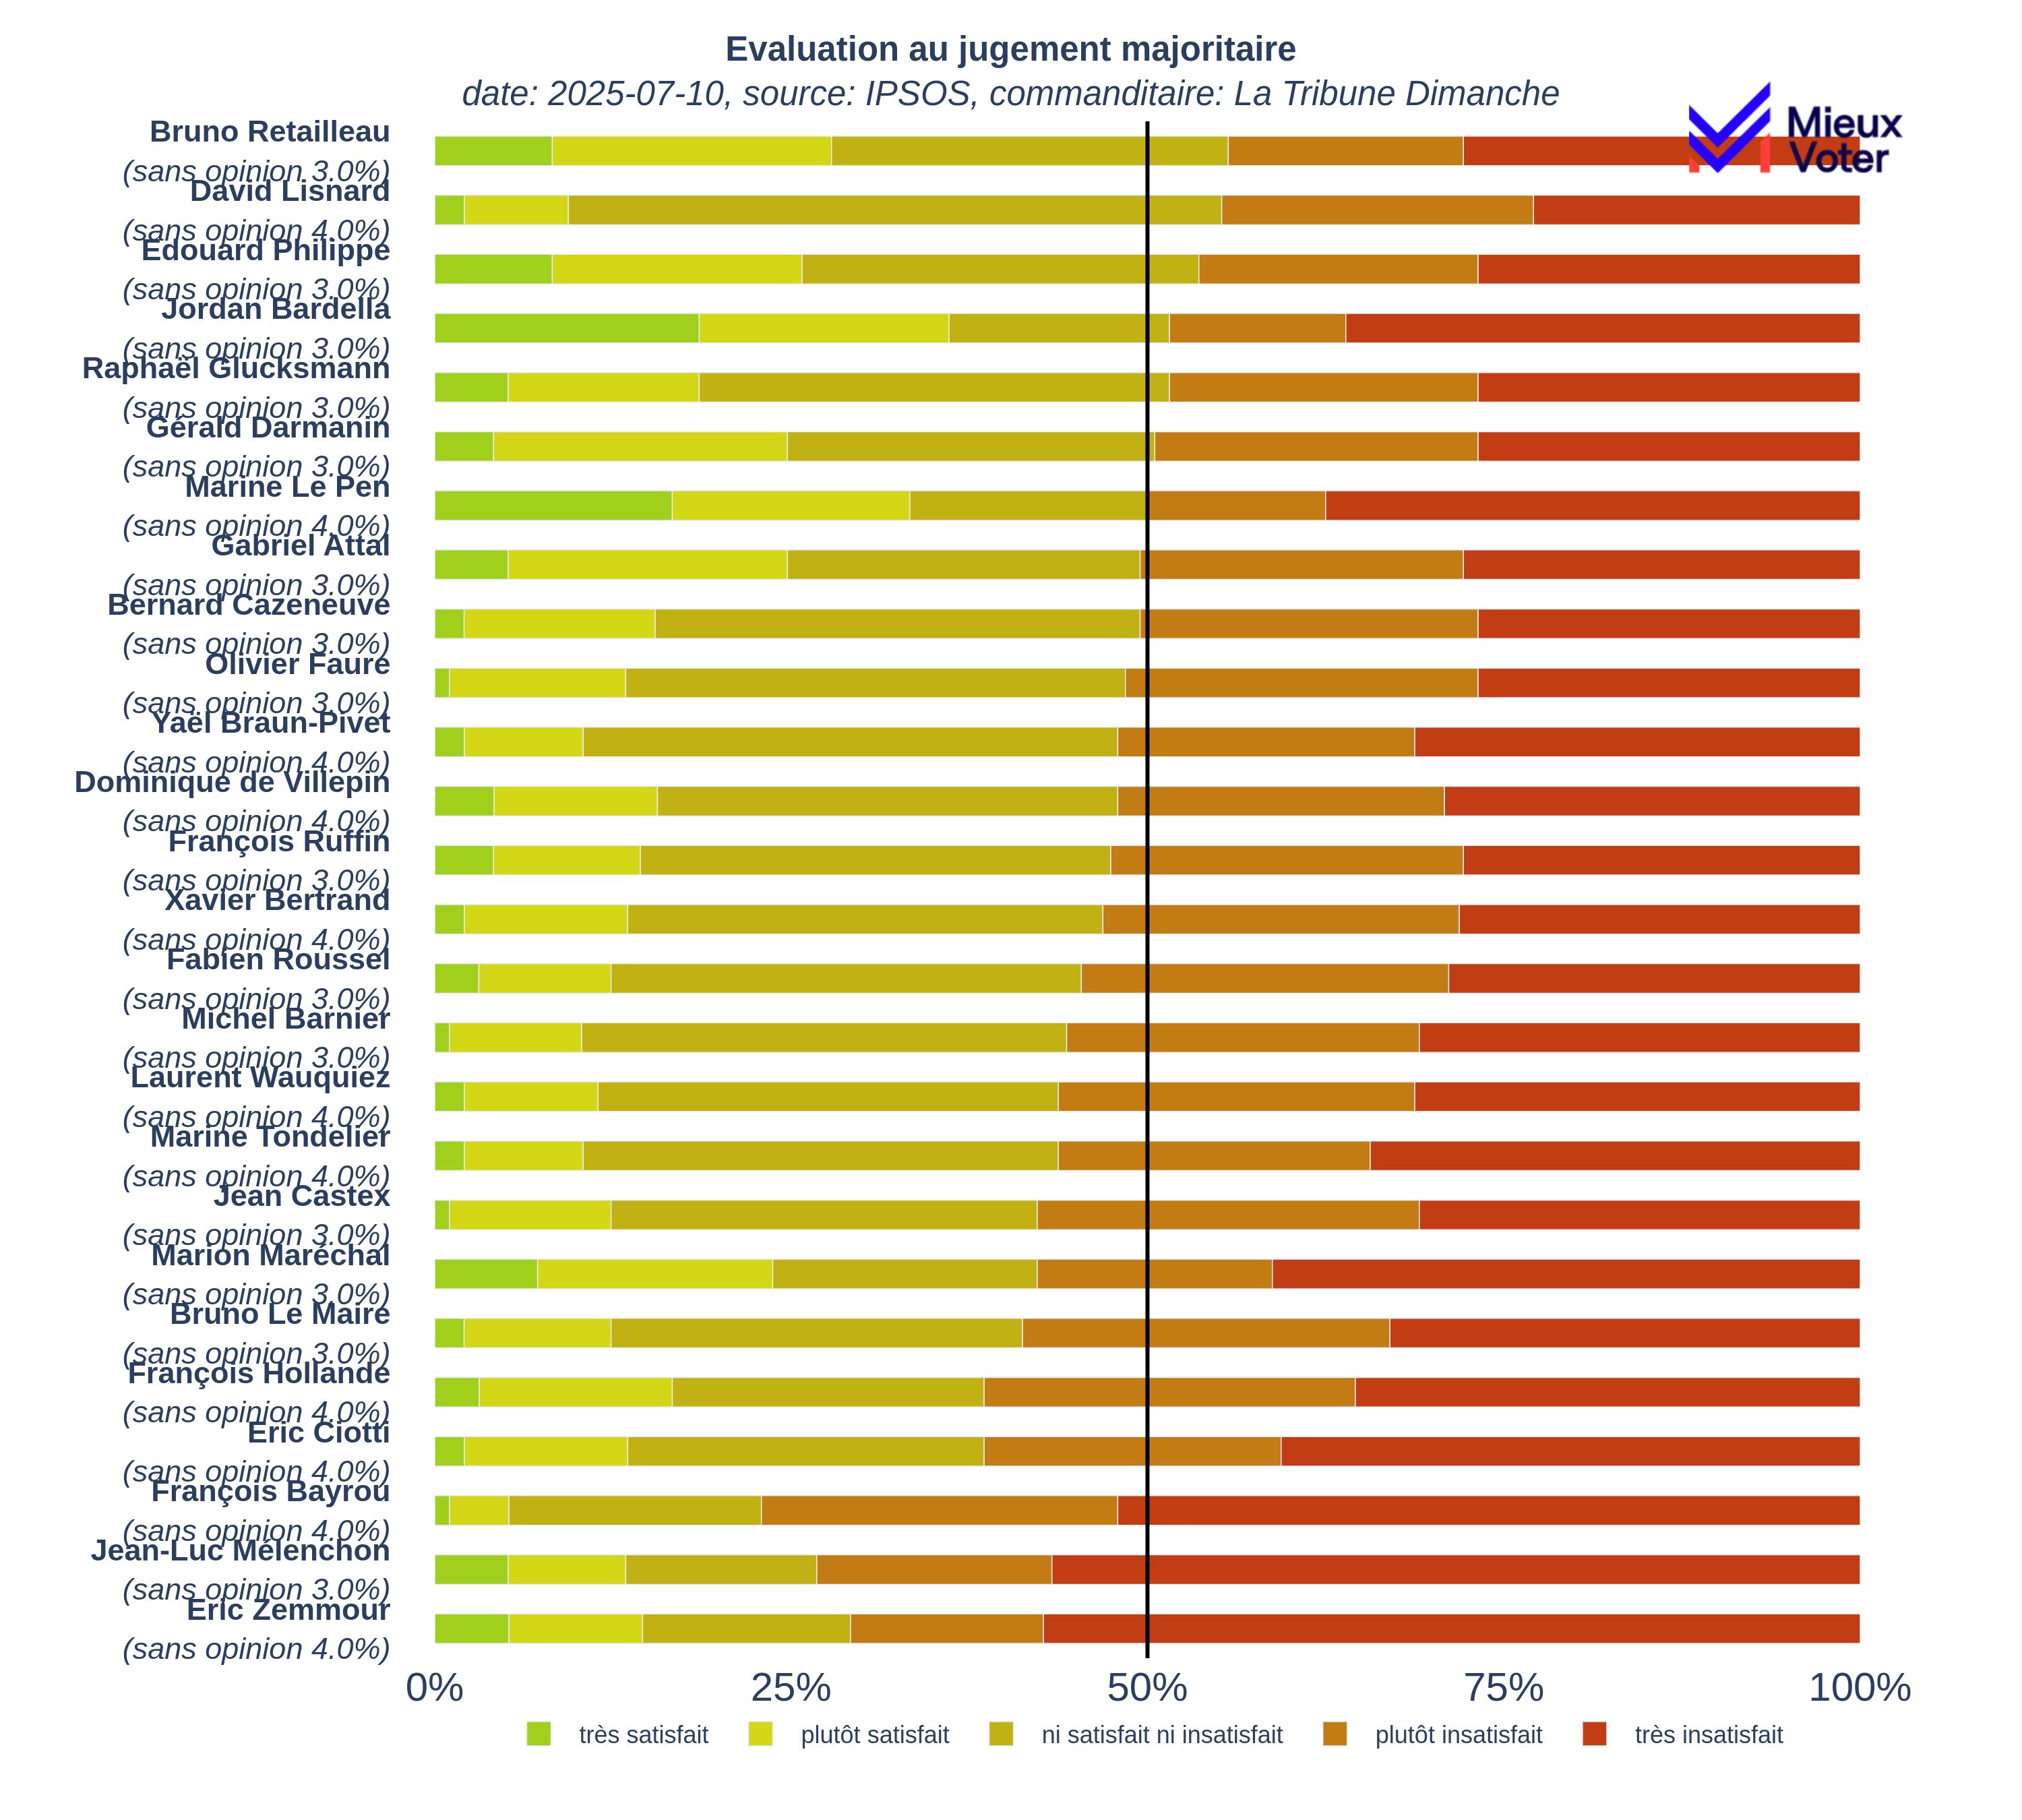 Evaluation au jugement majoritaire
date: 2025-07-10, source: IPSOS, commanditaire: La Tribune Dimanche
Mieux
Voter
Bruno Retailleau
(sans opinion 3.0%)
David Lisnard
(sans opinion 4.0%)
Edouard Philippe
(sans opinion 3.0%)
Jordan Bardella
(sans opinion 3.0%)
Raphaël Glucksmann
(sans opinion 3.0%)
Gérald Darmanin
(sans opinion 3.0%)
Marine Le Pen
(sans opinion 4.0%)
Gabriel Attal
(sans opinion 3.0%)
Bernard Cazeneuve
(sans opinion 3.0%)
Olivier Faure
(sans opinion 3.0%)
Yaël Braun-Pivet
(sans opinion 4.0%)
Dominique de Villepin
(sans opinion 4.0%)
François Ruffin
(sans opinion 3.0%)
Xavier Bertrand
(sans opinion 4.0%)
Fabien Roussel
(sans opinion 3.0%)
Michel Barnier
(sans opinion 3.0%)
Laurent Wauquiez
(sans opinion 4.0%)
Marine Tondelier
(sans opinion 4.0%)
Jean Castex
(sans opinion 3.0%)
Marion Maréchal
(sans opinion 3.0%)
Bruno Le Maire
(sans opinion 3.0%)
François Hollande
(sans opinion 4.0%)
Eric Ciotti
(sans opinion 4.0%)
François Bayrou
(sans opinion 4.0%)
Jean-Luc Mélenchon
(sans opinion 3.0%)
Eric Zemmour
(sans opinion 4.0%)
0% 25% 50% 75% 100%
très satisfait plutôt satisfait ni satisfait ni insatisfait plutôt insatisfait très insatisfait